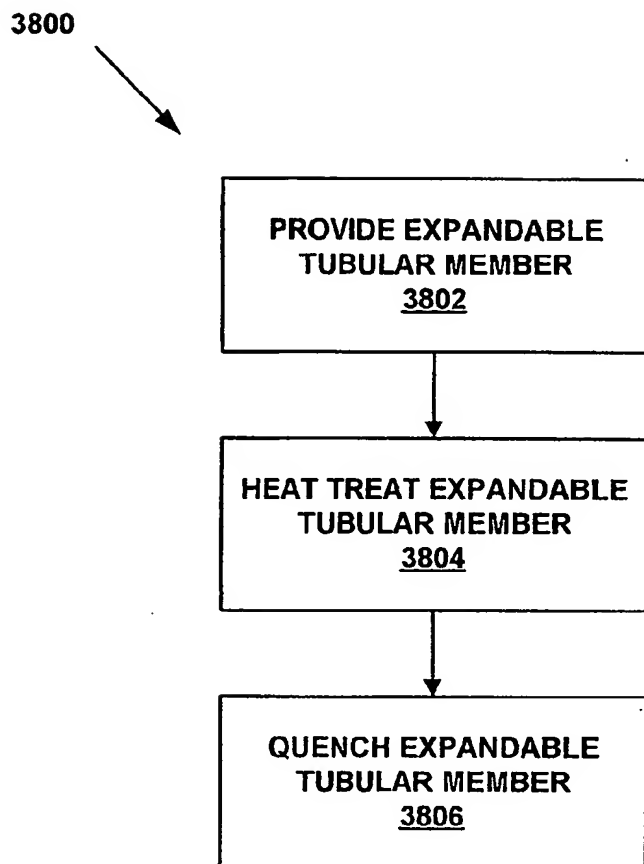 3800
PROVIDE EXPANDABLE
TUBULAR MEMBER
3802
HEAT TREAT EXPANDABLE
TUBULAR MEMBER
3804
QUENCH EXPANDABLE
TUBULAR MEMBER
3806